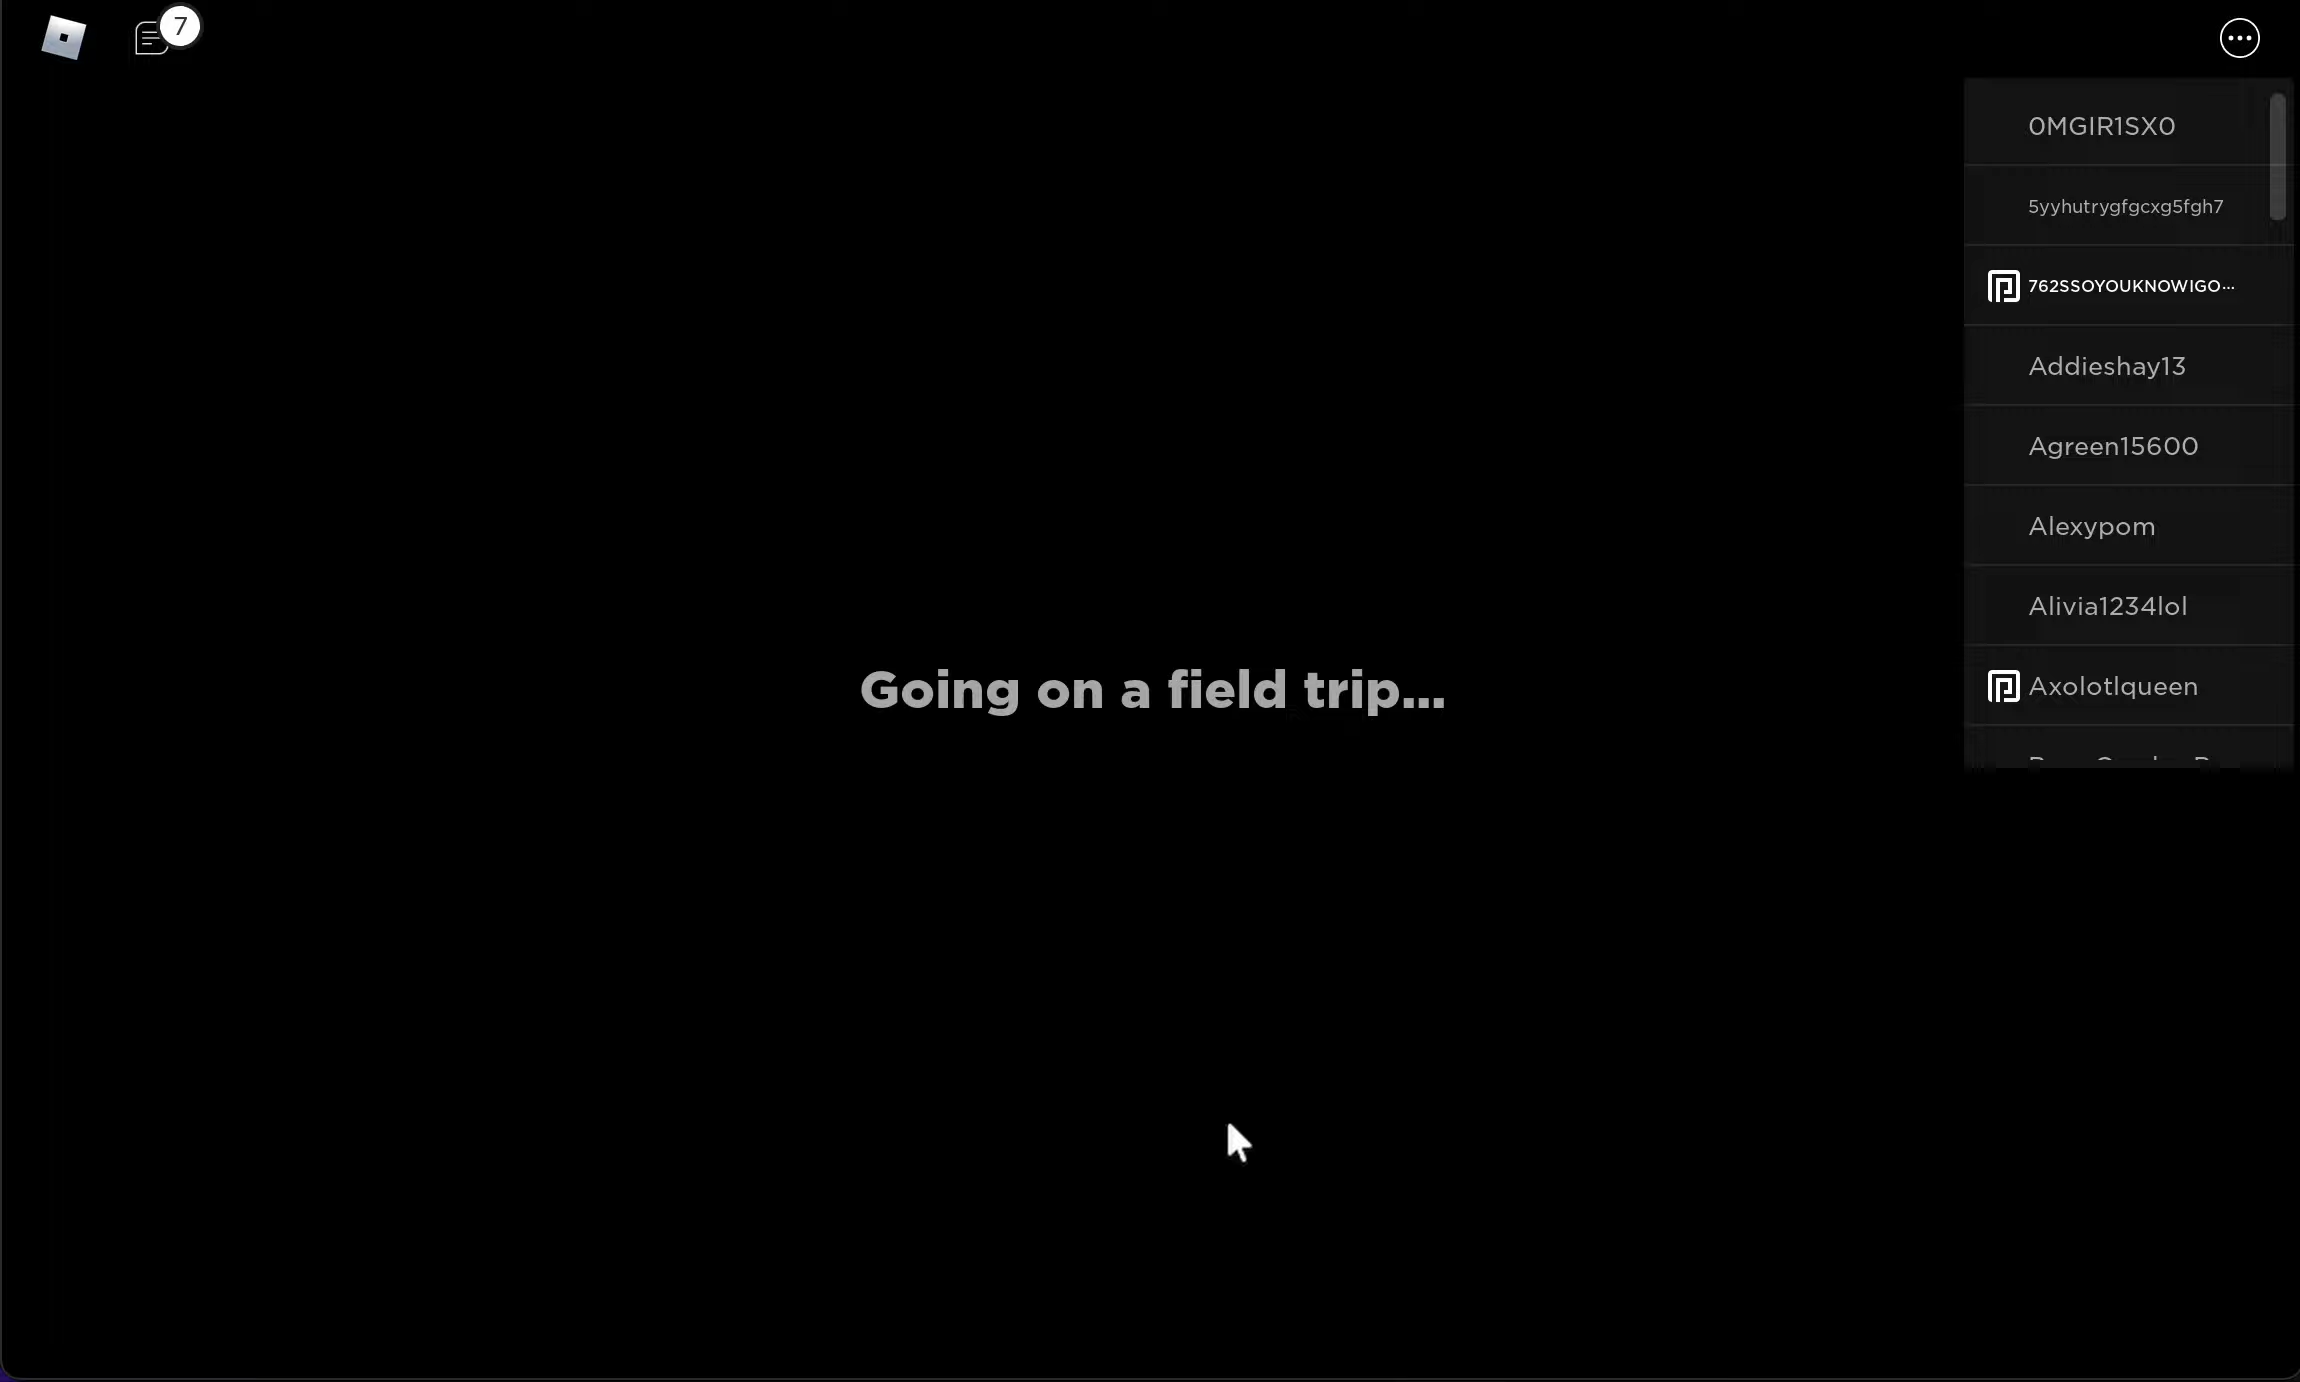 7
0MGIR1SX0
5yyhutrygfgcxg5fgh7
762SSOYOUKNOWIGO...
Addieshay13
Agreen15600
Alexypom
Alivia1234lol
Axolotlqueen
Going on a field trip...